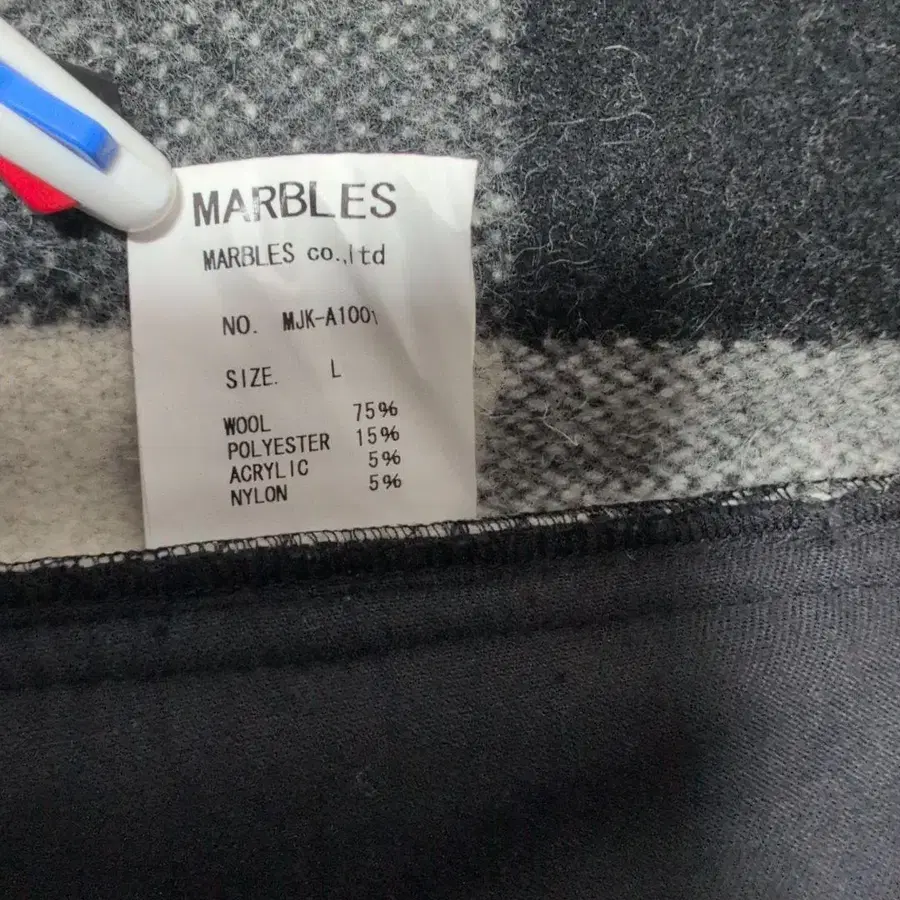 MARBLES
MARBLES co.,ltd
NO. MJK-A1001
SIZE. L
WOOL 75%
POLYESTER 15%
ACRYLIC 5%
NYLON 5%